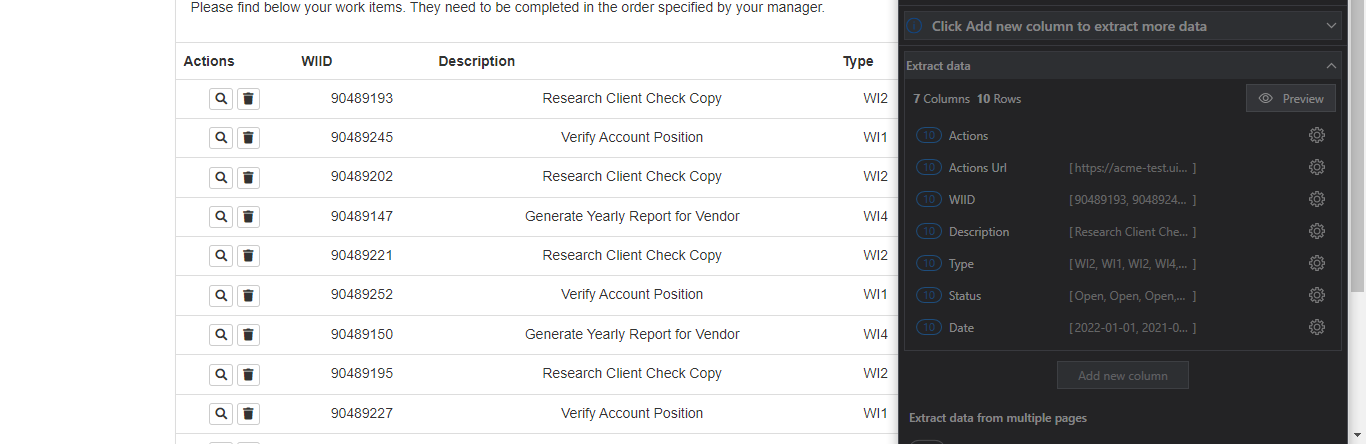 Please find below your work items. They need to be completed in the order specified by your manager.
Actions WIID Description Type
90489193 Research Client Check Copy WI2
90489245 Verify Account Position WI1
90489202 Research Client Check Copy WI2
90489147 Generate Yearly Report for Vendor WI4
90489221 Research Client Check Copy WI2
90489252 Verify Account Position WI1
90489150 Generate Yearly Report for Vendor WI4
90489195 Research Client Check Copy WI2
90489227 Verify Account Position WI1
Click Add new column to extract more data
Extract data
7 Columns 10 Rows Preview
10 Actions
10 Actions Url [https://acme-test.ui... ]
10 WIID [90489193, 9048924... ]
10 Description [Research Client Che... ]
10 Type [WI2, WI1, WI2, WI4,... ]
10 Status [Open, Open, Open,... ]
10 Date [2022-01-01, 2021-0... ]
Add new column
Extract data from multiple pages